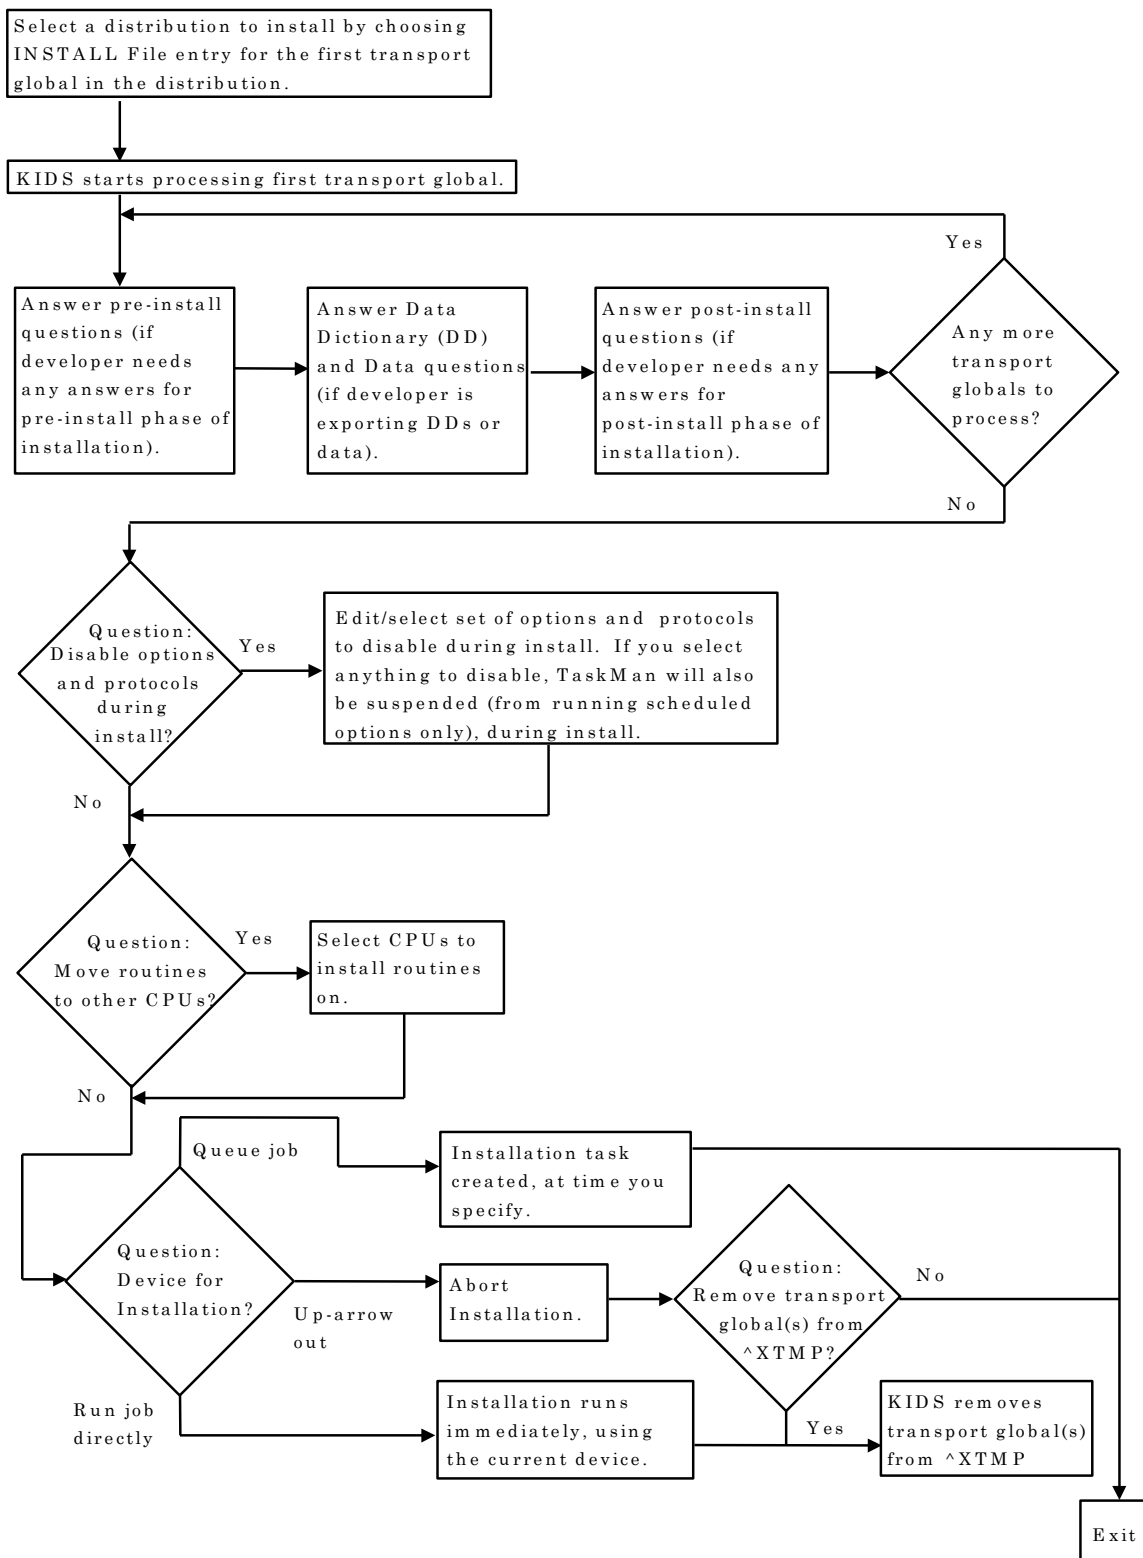 Select a distribution to install by choosing
INSTALL File entry for the first transport
global in the distribution.
KIDS starts processing first transport global.
Yes
Answer pre-install
questions (if
developer needs
any answers for
pre-install phase of
installation).
Answer Data
Dictionary (DD)
and Data questions
(if developer is
exporting DDs or
data).
Answer post-install
questions (if
developer needs any
answers for
post-install phase of
installation).
Any more
transport
globals to
process?
No
Question:
Disable options
and protocols
during
install?
Yes
Edit/select set of options and protocols
to disable during install. If you select
anything to disable, TaskMan will also
be suspended (from running scheduled
options only), during install.
No
Question:
Move routines
to other CPUs?
Yes
Select CPUs to
install routines
on.
No
Queue job
Installation task
created, at time you
specify.
Question:
Device for
Installation?
Up-arrow
out
Abort
Installation.
Question:
Remove transport
global(s) from
^XTMP?
No
Run job
directly
Installation runs
immediately, using
the current device.
Yes
KIDS removes
transport global(s)
from ^XTMP
Exit